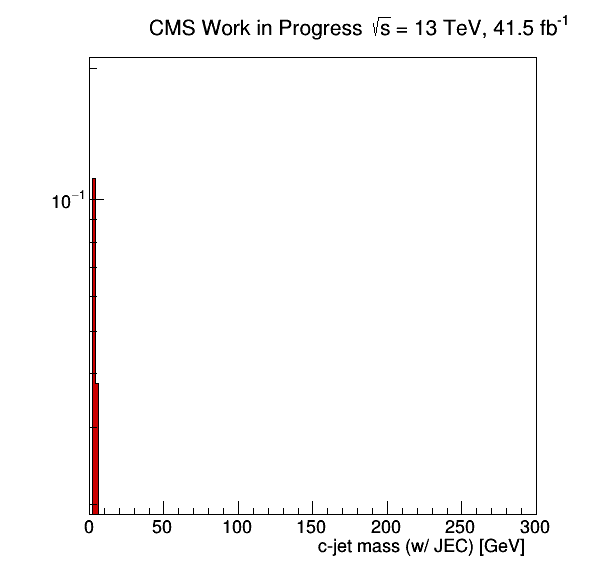 CMS Work in Progress √s = 13 TeV, 41.5 fb⁻¹
10⁻¹
0 50 100 150 200 250 300
c-jet mass (w/ JEC) [GeV]